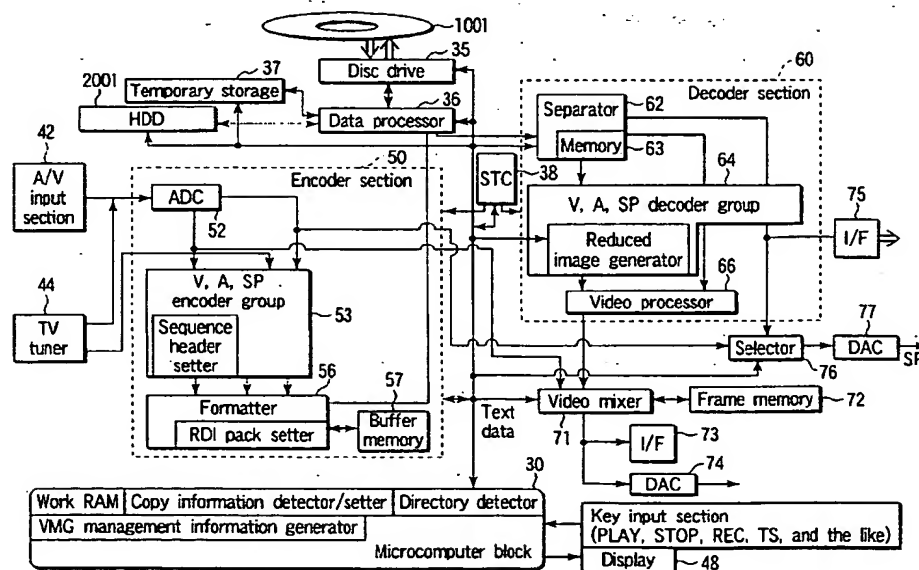 1001
35
Disc drive
60
37
2001
Temporary storage
36
HDD
Data processor
Decoder section
62
Separator
Memory
63
42
50
38
64
A/V
input
section
Encoder section
STC
ADC
52
V, A, SP decoder group
75
I/F
Reduced
image generator
44
V, A, SP
encoder group
53
66
TV
tuner
Sequence
header
setter
Video processor
77
Selector
DAC
76
SP
56
57
Formatter
RDI pack setter
Buffer
memory
Text
data
Video mixer
71
Frame memory
72
I/F
73
30
DAC
74
Work RAM
Copy information detector/setter
Directory detector
VMG management information generator
Microcomputer block
Key input section
(PLAY, STOP, REC, TS, and the like)
Display
48